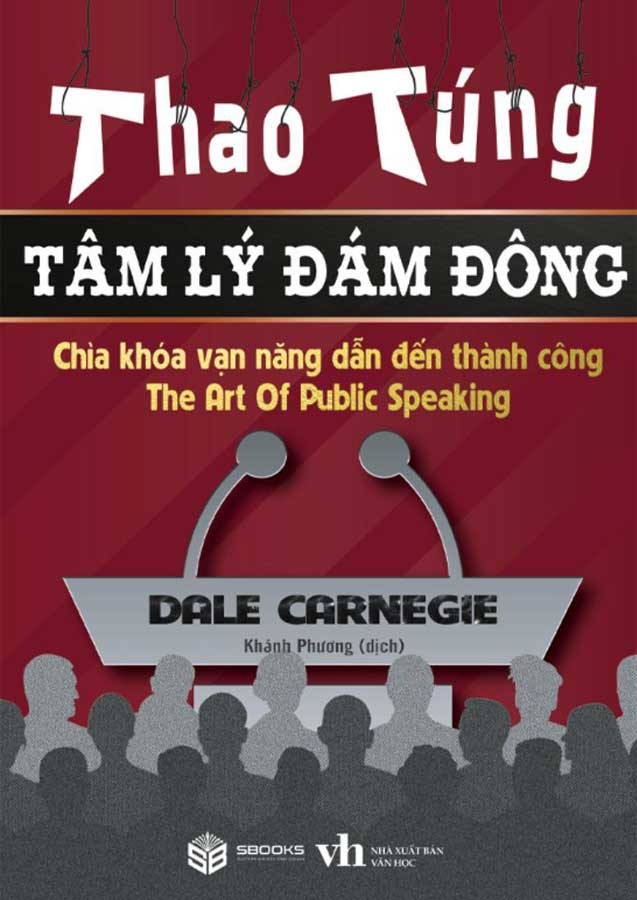 Thao Túng
TÂM LÝ ĐÁM ĐÔNG
Chìa khóa vạn năng dẫn đến thành công
The Art Of Public Speaking
DALE CARNEGIE
Khánh Phương (dịch)
SBOOKS
vh NHÀ XUẤT BẢN
VĂN HỌC